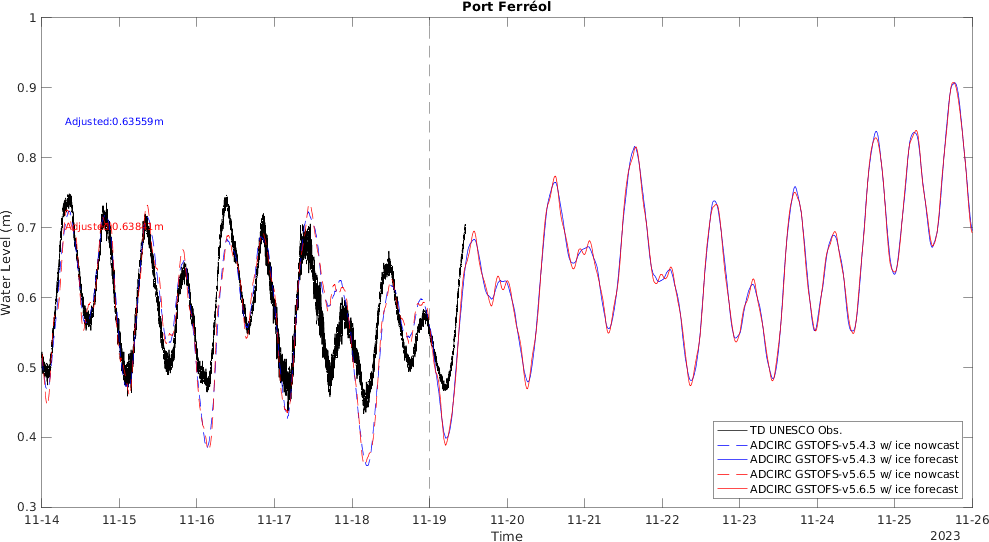 Port Ferréol
1
0.9
0.8
0.7
0.6
0.5
0.4
0.3
Water Level (m)
Adjusted:0.63559m
TD UNESCO Obs.
ADCIRC GSTOFS-v5.4.3 w/ ice nowcast
ADCIRC GSTOFS-v5.4.3 w/ ice forecast
ADCIRC GSTOFS-v5.6.5 w/ ice nowcast
ADCIRC GSTOFS-v5.6.5 w/ ice forecast
11-14 11-15 11-16 11-17 11-18 11-19 11-20 11-21 11-22 11-23 11-24 11-25 11-26
Time
2023